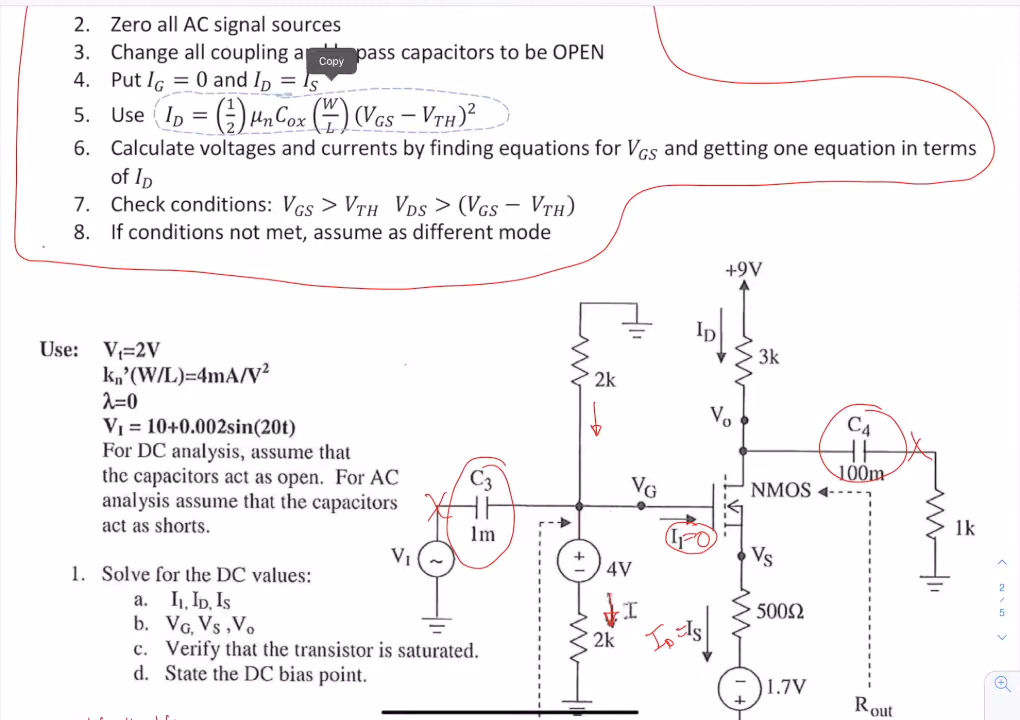 2. Zero all AC signal sources
3. Change all coupling a pass capacitors to be OPEN
Copy
4. Put I_G = 0 and I_D = I_S
5. Use I_D = (1/2) μ_n C_ox (W/L) (V_GS − V_TH)²
6. Calculate voltages and currents by finding equations for V_GS and getting one equation in terms
of I_D
7. Check conditions: V_GS > V_TH V_DS > (V_GS − V_TH)
8. If conditions not met, assume as different mode
+9V
I_D
3k
2k
V_o
C_4
100m
Use: V_t=2V
k_n'(W/L)=4mA/V²
λ=0
V_I = 10+0.002sin(20t)
For DC analysis, assume that
the capacitors act as open. For AC
analysis assume that the capacitors
act as shorts.
C_3
1m
V_G
NMOS
I_1=0
1k
V_I
4V
V_S
I
2k
I_D=I_S
500Ω
1.7V
R_out
1. Solve for the DC values:
a. I_1, I_D, I_S
b. V_G, V_S ,V_o
c. Verify that the transistor is saturated.
d. State the DC bias point.
2
/
5